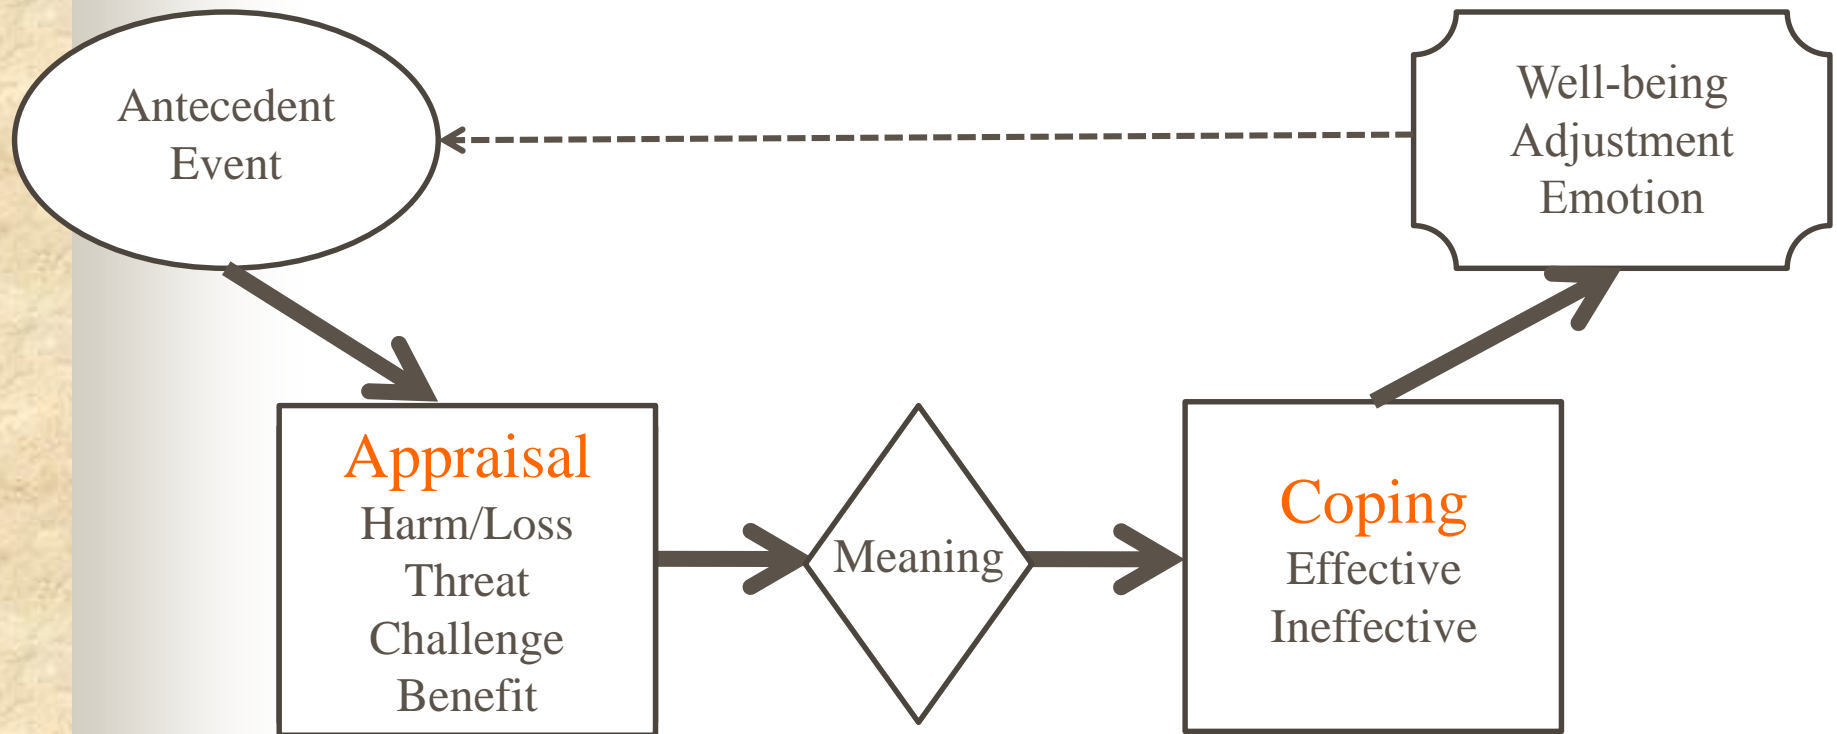 Antecedent
Event
Well-being
Adjustment
Emotion
Appraisal
Harm/Loss
Threat
Challenge
Benefit
Meaning
Coping
Effective
Ineffective